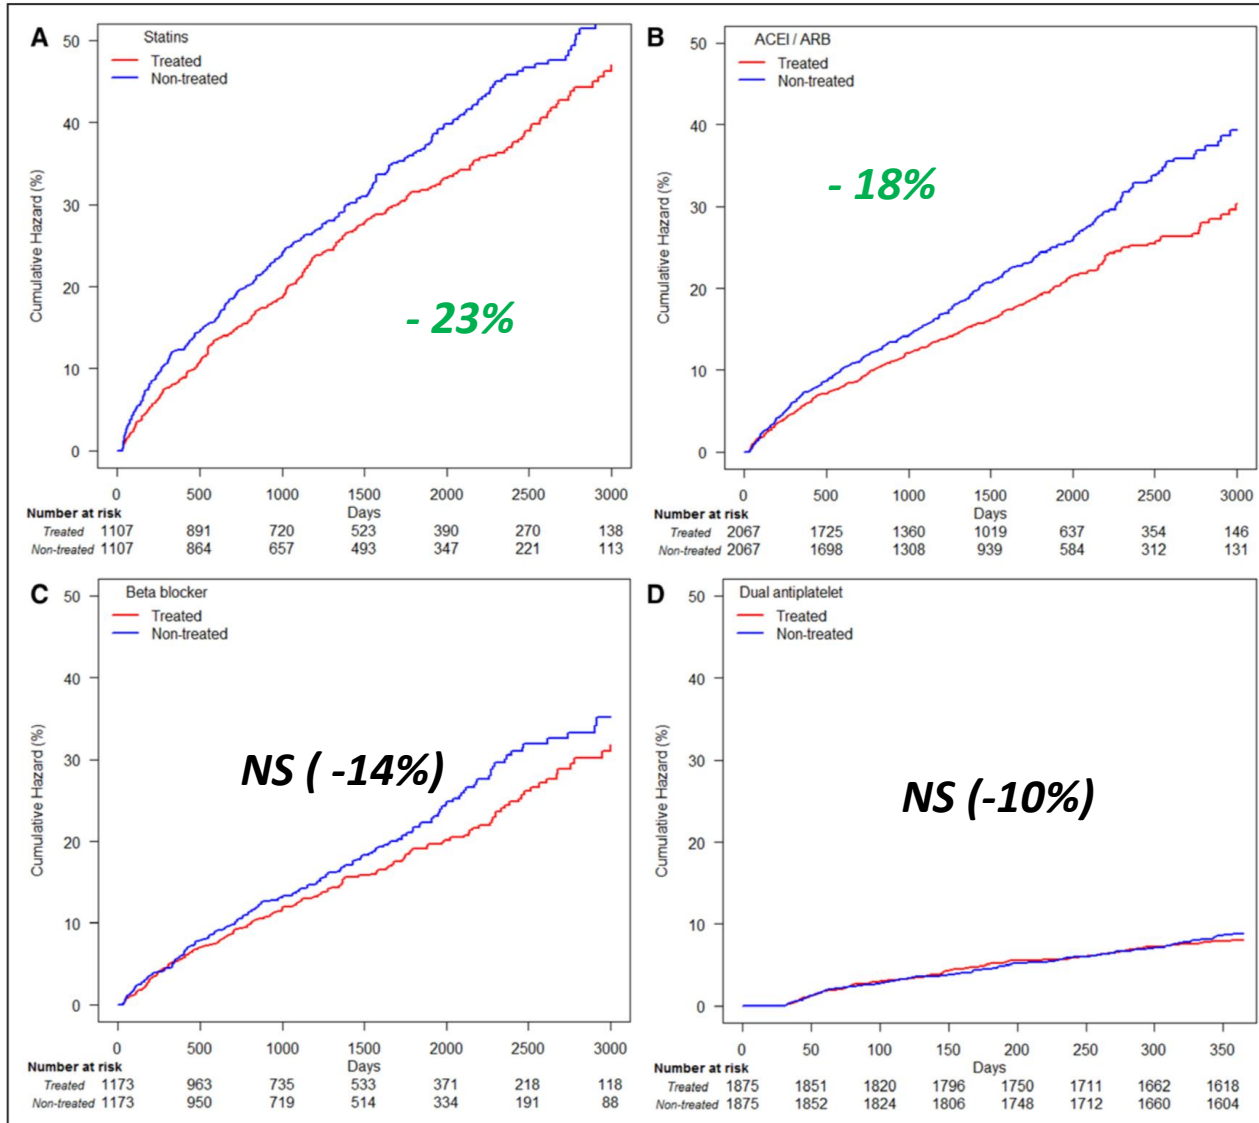 A
Statins
Treated
Non-treated
50
40
30
20
10
0
Cumulative Hazard (%)
- 23%
0 500 1000 1500 2000 2500 3000
Days
Number at risk
Treated 1107 891 720 523 390 270 138
Non-treated 1107 864 657 493 347 221 113
B
ACEI / ARB
Treated
Non-treated
50
40
30
20
10
0
Cumulative Hazard (%)
- 18%
0 500 1000 1500 2000 2500 3000
Days
Number at risk
Treated 2067 1725 1360 1019 637 354 146
Non-treated 2067 1698 1308 939 584 312 131
C
Beta blocker
Treated
Non-treated
50
40
30
20
10
0
Cumulative Hazard (%)
NS ( -14%)
0 500 1000 1500 2000 2500 3000
Days
Number at risk
Treated 1173 963 735 533 371 218 118
Non-treated 1173 950 719 514 334 191 88
D
Dual antiplatelet
Treated
Non-treated
50
40
30
20
10
0
Cumulative Hazard (%)
NS (-10%)
0 50 100 150 200 250 300 350
Days
Number at risk
Treated 1875 1851 1820 1796 1750 1711 1662 1618
Non-treated 1875 1852 1824 1806 1748 1712 1660 1604